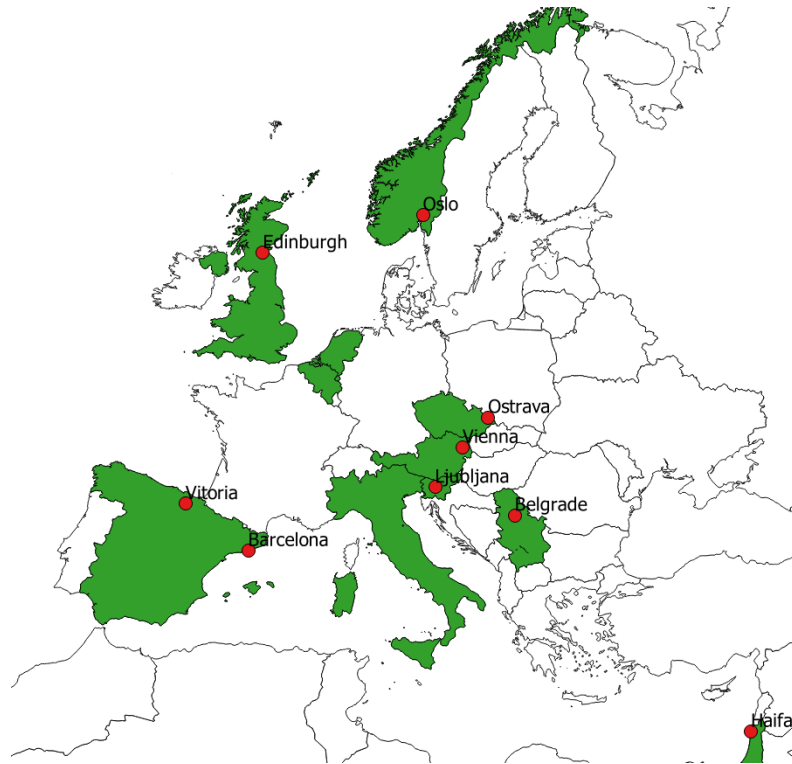 Oslo
Edinburgh
Ostrava
Vienna
Ljubljana
Vitoria
Belgrade
Barcelona
Haifa